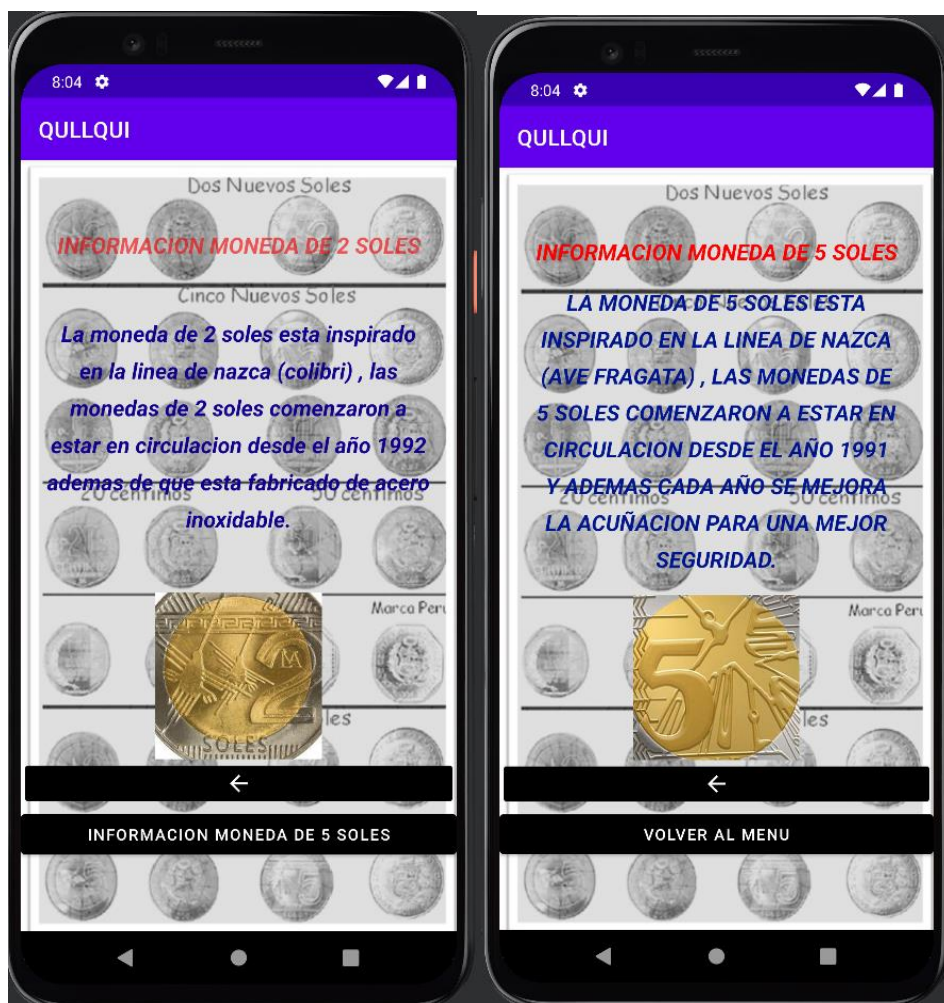 8:04
QULLQUI
Dos Nuevos Soles
INFORMACION MONEDA DE 2 SOLES
Cinco Nuevos Soles
La moneda de 2 soles esta inspirado
en la linea de nazca (colibri) , las
monedas de 2 soles comenzaron a
estar en circulacion desde el año 1992
ademas de que esta fabricado de acero
20 centimos 50 centimos
inoxidable.
Marca Peru
2
SOLES
les
INFORMACION MONEDA DE 5 SOLES
8:04
QULLQUI
Dos Nuevos Soles
INFORMACION MONEDA DE 5 SOLES
LA MONEDA DE 5 SOLES ESTA
INSPIRADO EN LA LINEA DE NAZCA
(AVE FRAGATA) , LAS MONEDAS DE
5 SOLES COMENZARON A ESTAR EN
CIRCULACION DESDE EL AÑO 1991
Y ADEMAS CADA AÑO SE MEJORA
20 centimos 50 centimos
LA ACUÑACION PARA UNA MEJOR
SEGURIDAD.
Marca Peru
5
les
VOLVER AL MENU